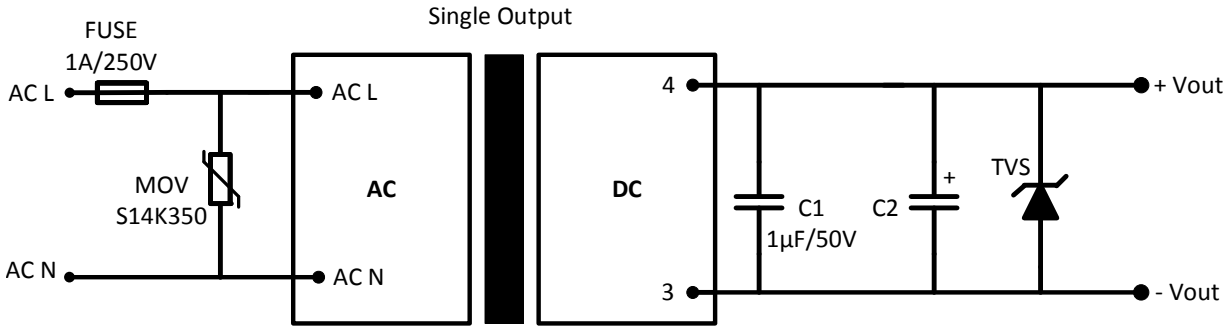 Single Output
FUSE
1A/250V
AC L
AC L
MOV
S14K350
AC N
AC N
AC
DC
4
3
C1
1µF/50V
C2
+
TVS
+ Vout
- Vout